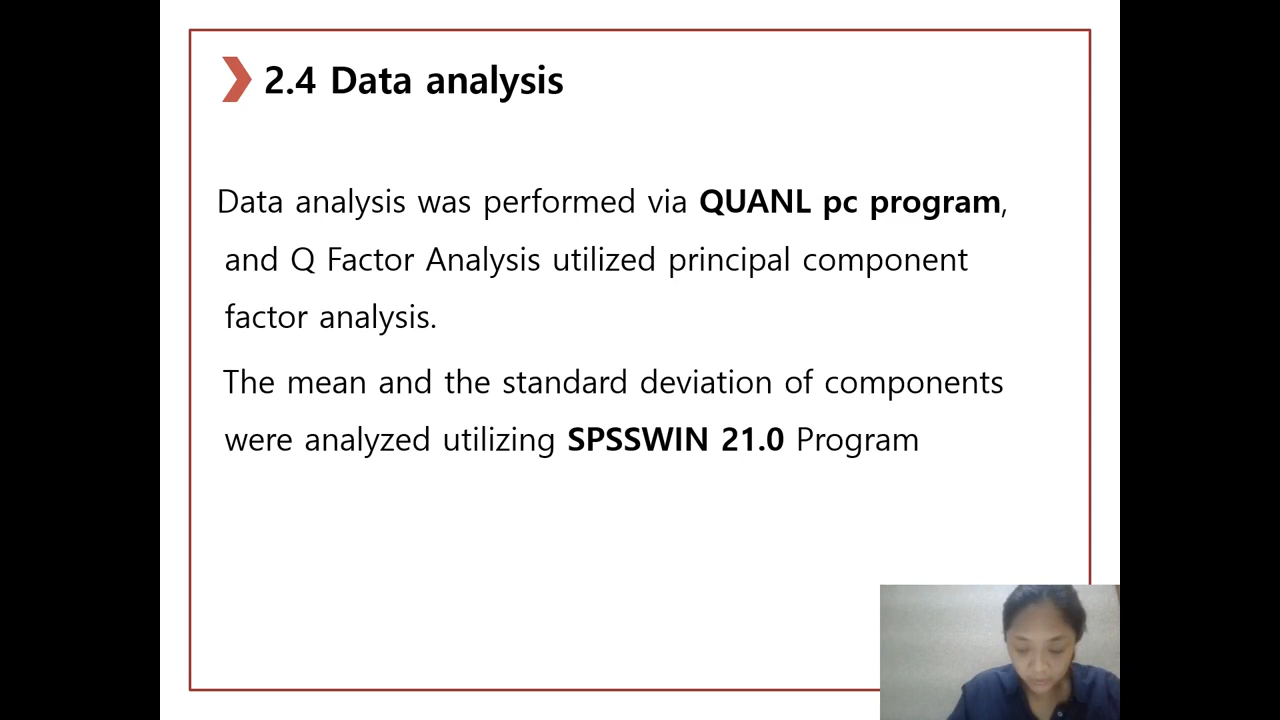 2.4 Data analysis
Data analysis was performed via QUANL pc program,
and Q Factor Analysis utilized principal component
factor analysis.
The mean and the standard deviation of components
were analyzed utilizing SPSSWIN 21.0 Program